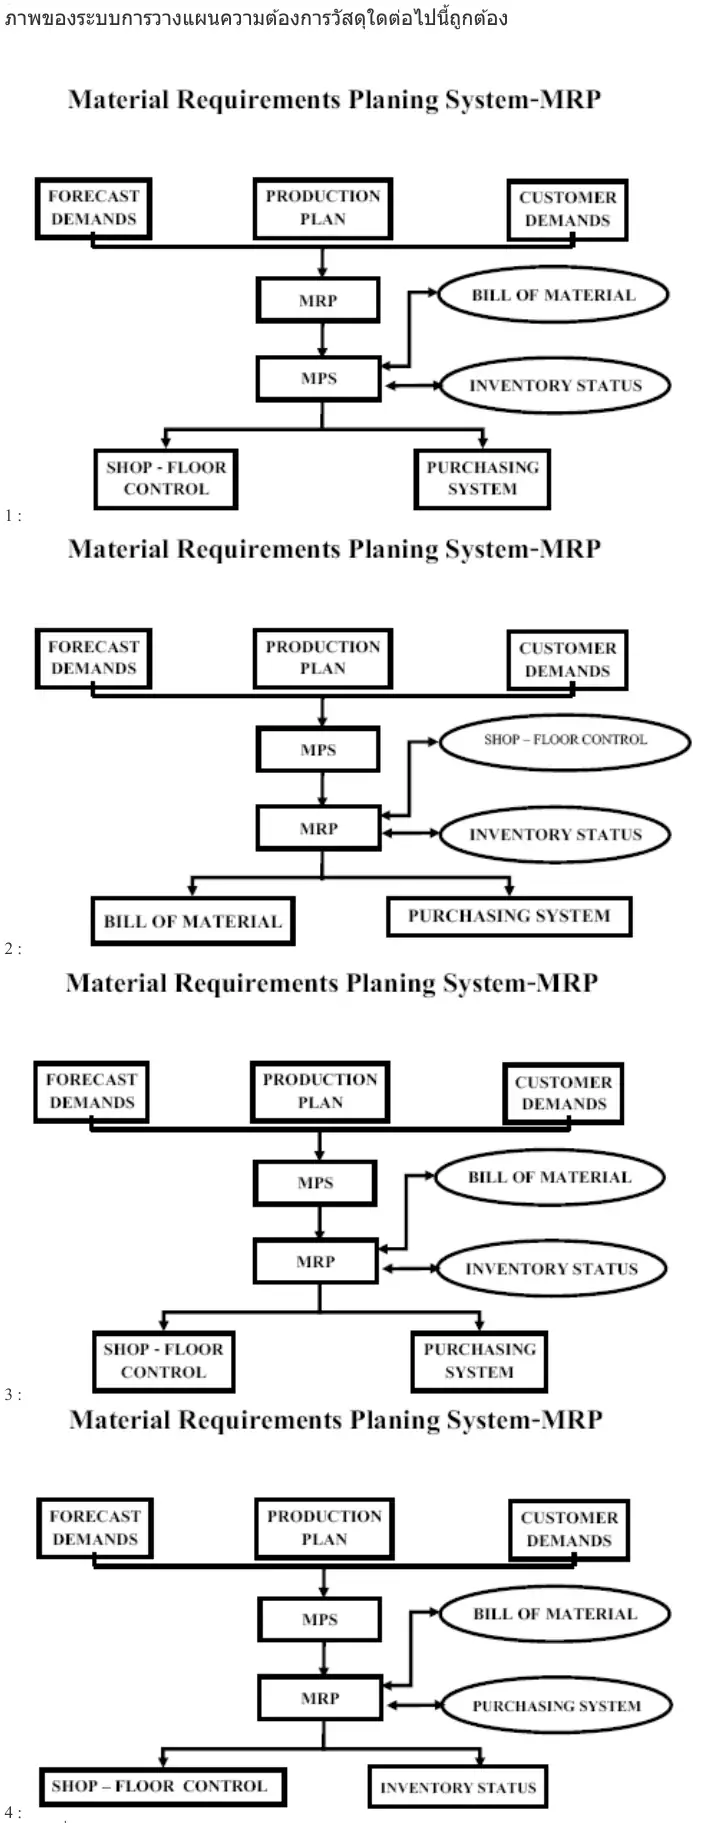 ภาพของระบบการวางแผนความต้องการวัสดุใดต่อไปนี้ถูกต้อง
Material Requirements Planing System-MRP
FORECAST DEMANDS
PRODUCTION PLAN
CUSTOMER DEMANDS
MRP
BILL OF MATERIAL
MPS
INVENTORY STATUS
SHOP - FLOOR CONTROL
PURCHASING SYSTEM
1 :
Material Requirements Planing System-MRP
FORECAST DEMANDS
PRODUCTION PLAN
CUSTOMER DEMANDS
MPS
SHOP – FLOOR CONTROL
MRP
INVENTORY STATUS
BILL OF MATERIAL
PURCHASING SYSTEM
2 :
Material Requirements Planing System-MRP
FORECAST DEMANDS
PRODUCTION PLAN
CUSTOMER DEMANDS
MPS
BILL OF MATERIAL
MRP
INVENTORY STATUS
SHOP - FLOOR CONTROL
PURCHASING SYSTEM
3 :
Material Requirements Planing System-MRP
FORECAST DEMANDS
PRODUCTION PLAN
CUSTOMER DEMANDS
MPS
BILL OF MATERIAL
MRP
PURCHASING SYSTEM
SHOP – FLOOR CONTROL
INVENTORY STATUS
4 :